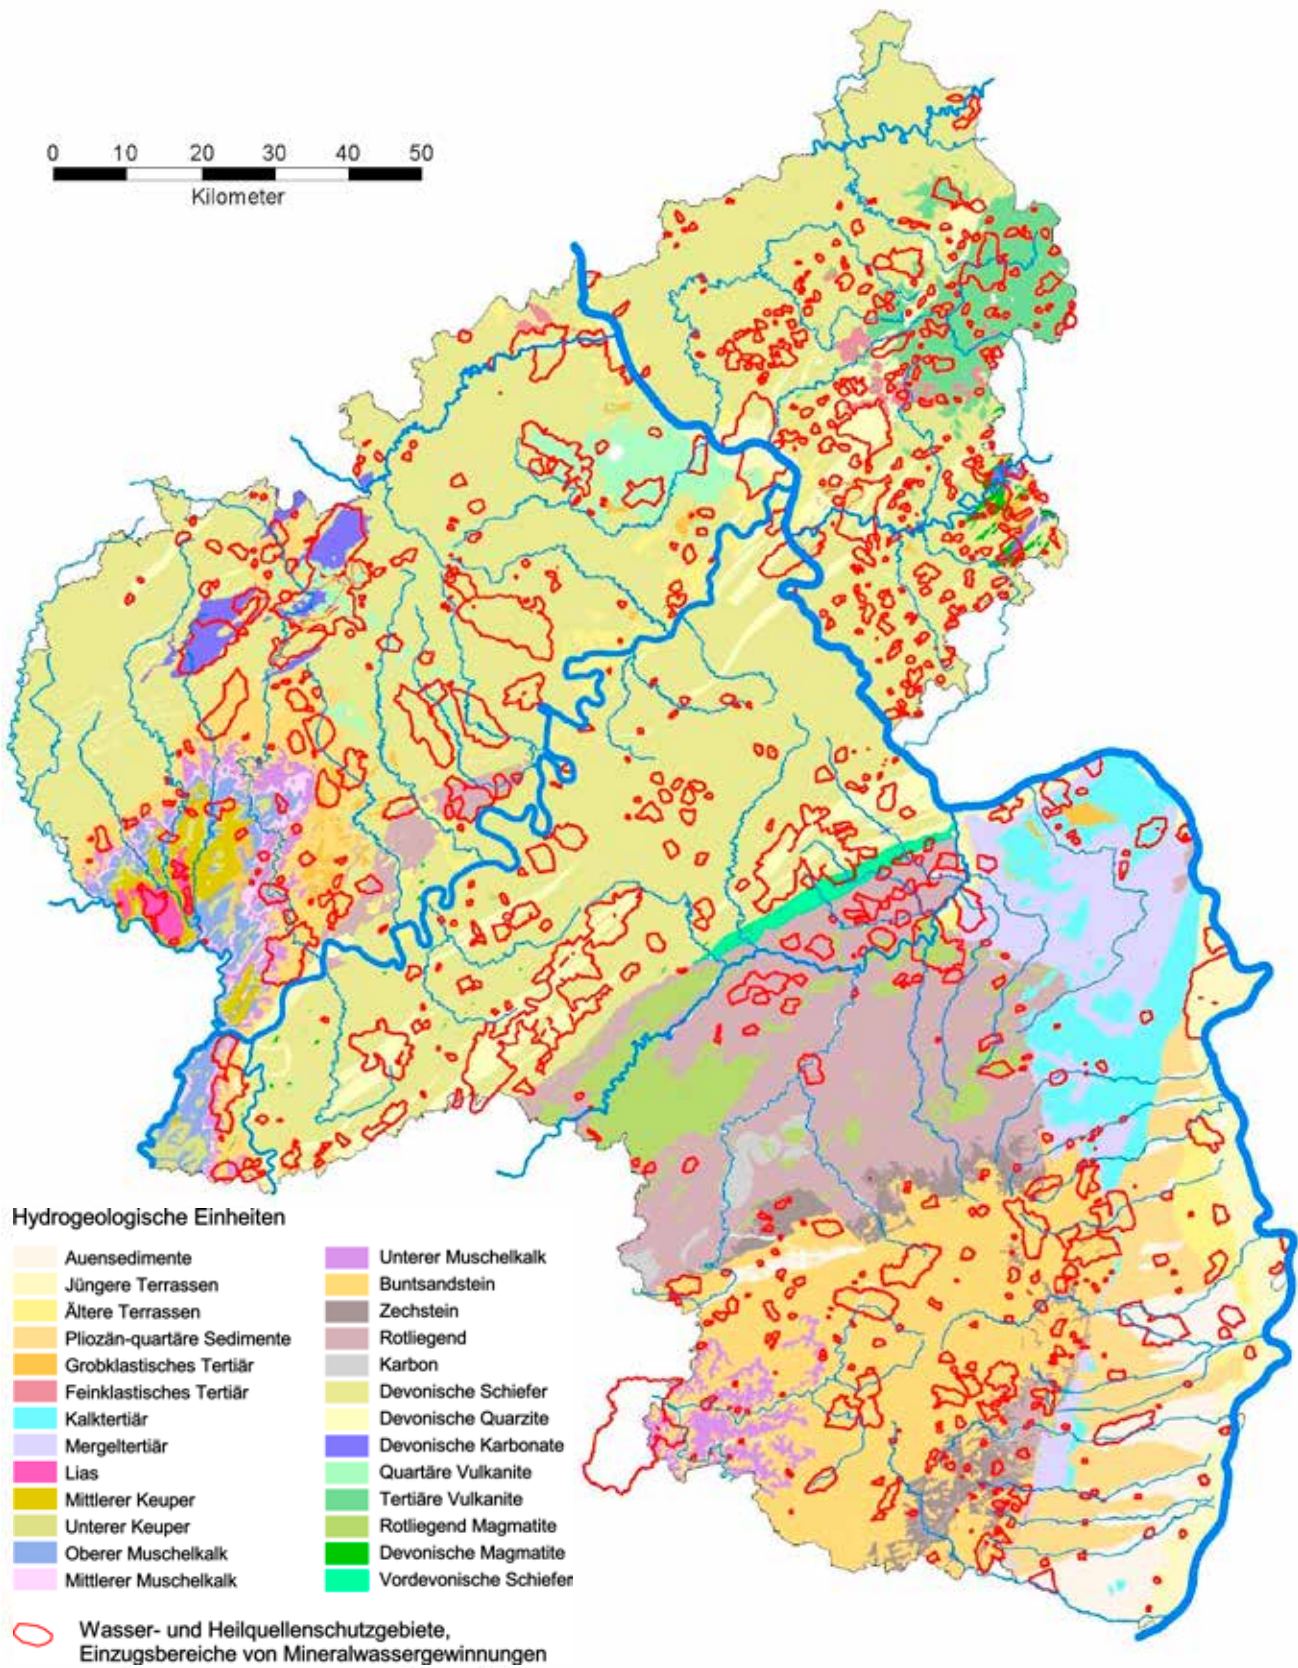 0 10 20 30 40 50
Kilometer
Hydrogeologische Einheiten
Auensedimente
Jüngere Terrassen
Ältere Terrassen
Pliozän-quartäre Sedimente
Grobklastisches Tertiär
Feinklastisches Tertiär
Kalktertiär
Mergeltertiär
Lias
Mittlerer Keuper
Unterer Keuper
Oberer Muschelkalk
Mittlerer Muschelkalk
Unterer Muschelkalk
Buntsandstein
Zechstein
Rotliegend
Karbon
Devonische Schiefer
Devonische Quarzite
Devonische Karbonate
Quartäre Vulkanite
Tertiäre Vulkanite
Rotliegend Magmatite
Devonische Magmatite
Vordevonische Schiefer
Wasser- und Heilquellenschutzgebiete,
Einzugsbereiche von Mineralwassergewinnungen